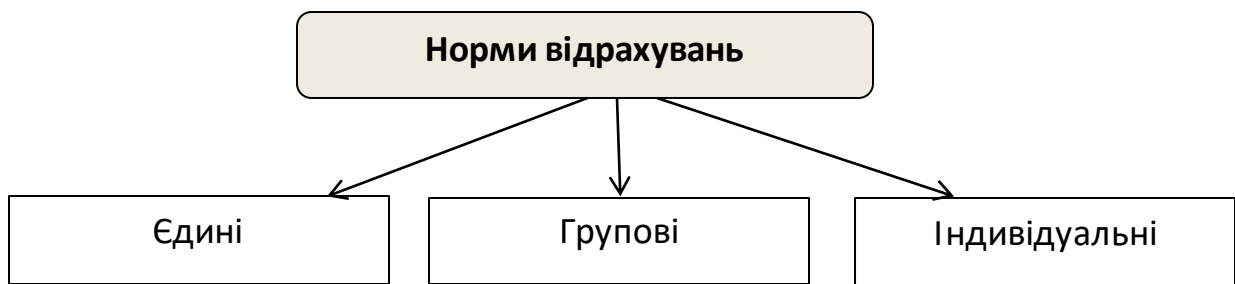 Норми відрахувань
Єдині
Групові
Індивідуальні